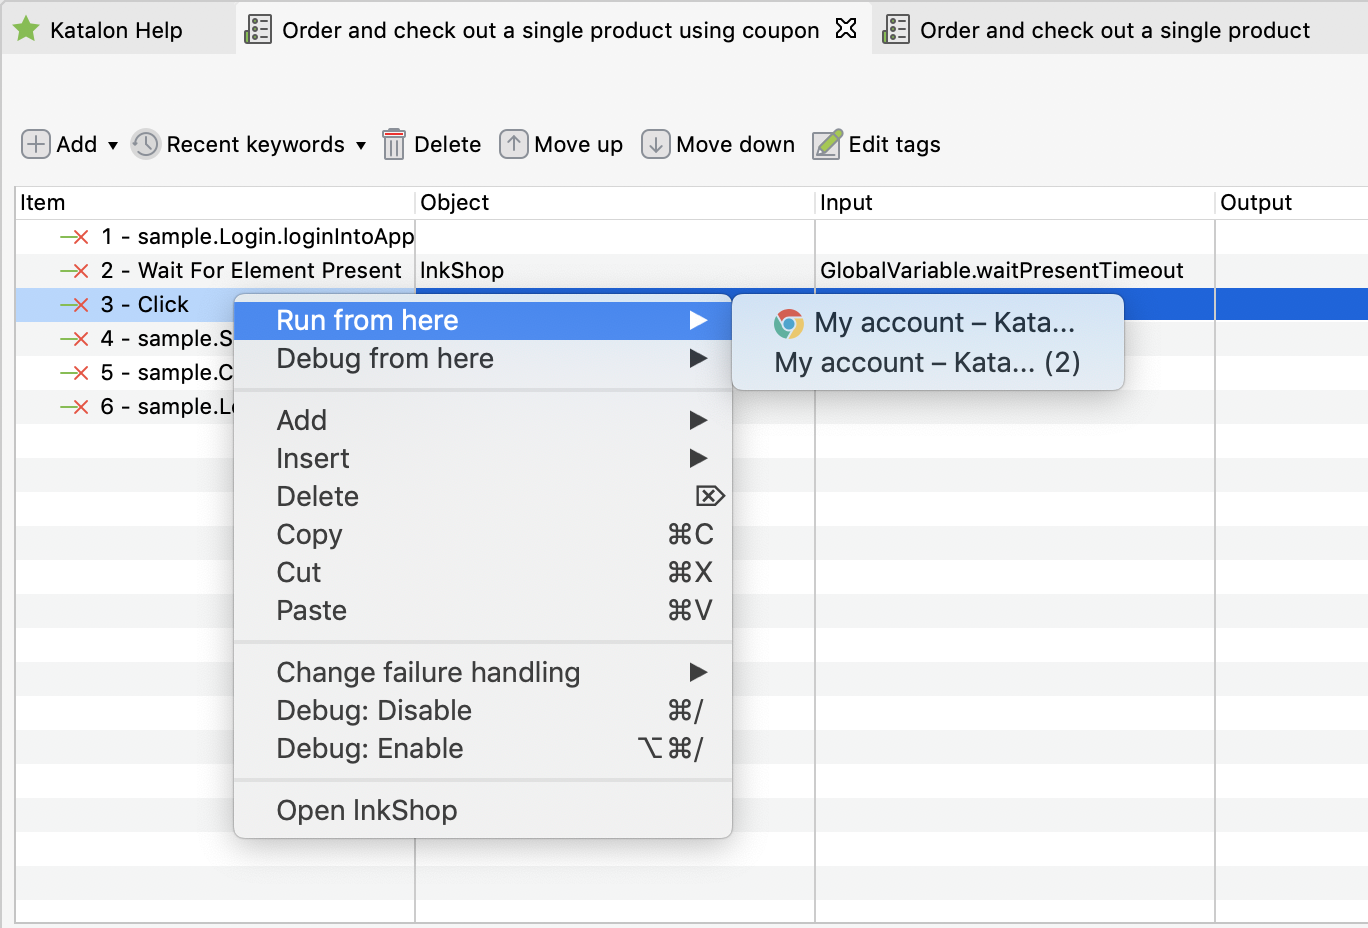 Katalon Help
Order and check out a single product using coupon
Order and check out a single product
Add
Recent keywords
Delete
Move up
Move down
Edit tags
Item Object Input Output
1 - sample.Login.loginIntoApp
2 - Wait For Element Present lnkShop GlobalVariable.waitPresentTimeout
3 - Click
4 - sample.S
5 - sample.C
6 - sample.L
Run from here
Debug from here
Add
Insert
Delete
Copy ⌘C
Cut ⌘X
Paste ⌘V
Change failure handling
Debug: Disable ⌘/
Debug: Enable ⌥⌘/
Open lnkShop
My account – Kata...
My account – Kata... (2)